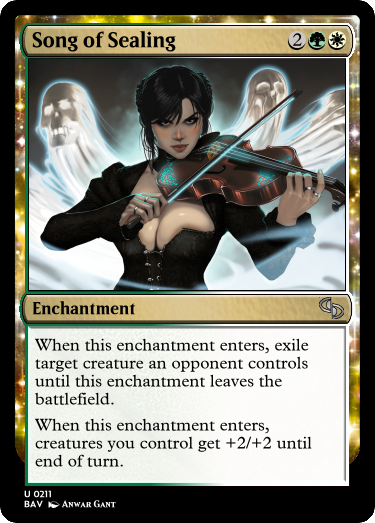 Song of Sealing 2
Enchantment
When this enchantment enters, exile
target creature an opponent controls
until this enchantment leaves the
battlefield.
When this enchantment enters,
creatures you control get +2/+2 until
end of turn.
U 0211
BAV Anwar Gant